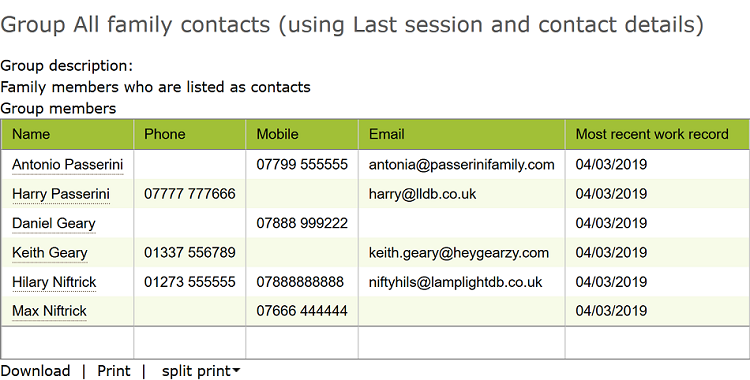 Group All family contacts (using Last session and contact details)
Group description:
Family members who are listed as contacts
Group members
Name Phone Mobile Email Most recent work record
Antonio Passerini 07799 555555 antonia@passerinifamily.com 04/03/2019
Harry Passerini 07777 777666 harry@lldb.co.uk 04/03/2019
Daniel Geary 07888 999222 04/03/2019
Keith Geary 01337 556789 keith.geary@heygearzy.com 04/03/2019
Hilary Niftrick 01273 555555 07888888888 niftyhils@lamplightdb.co.uk 04/03/2019
Max Niftrick 07666 444444 04/03/2019
Download | Print | split print